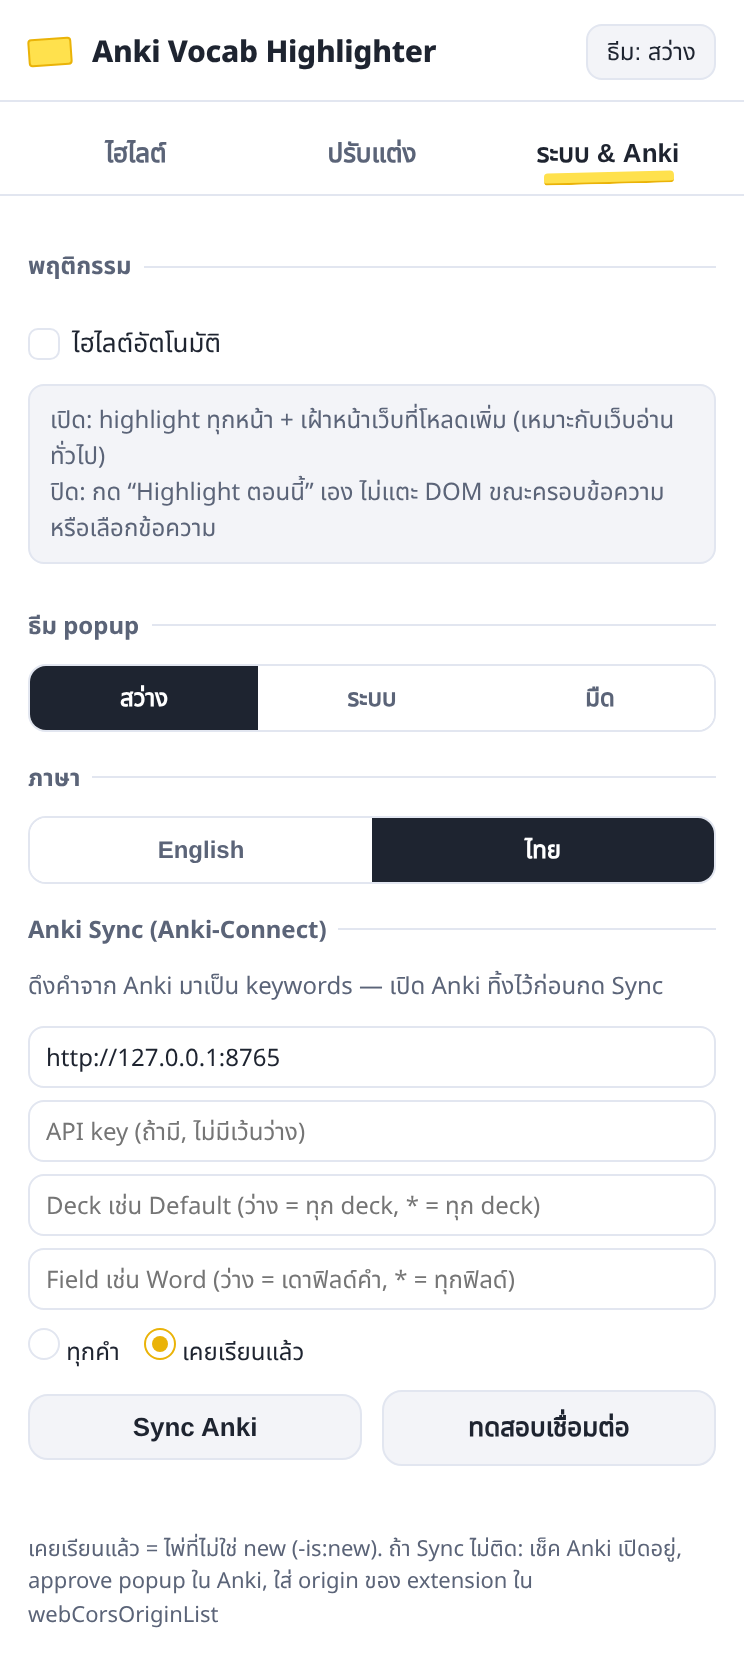 Anki Vocab Highlighter
ธีม: สว่าง
ไฮไลต์
ปรับแต่ง
ระบบ & Anki
พฤติกรรม
ไฮไลต์อัตโนมัติ
เปิด: highlight ทุกหน้า + เฝ้าหน้าเว็บที่โหลดเพิ่ม (เหมาะกับเว็บอ่าน
ทั่วไป)
ปิด: กด “Highlight ตอนนี้” เอง ไม่แตะ DOM ขณะครอบข้อความ
หรือเลือกข้อความ
ธีม popup
สว่าง
ระบบ
มืด
ภาษา
English
ไทย
Anki Sync (Anki-Connect)
ดึงคำจาก Anki มาเป็น keywords — เปิด Anki ทิ้งไว้ก่อนกด Sync
http://127.0.0.1:8765
API key (ถ้ามี, ไม่มีเว้นว่าง)
Deck เช่น Default (ว่าง = ทุก deck, * = ทุก deck)
Field เช่น Word (ว่าง = เดาฟิลด์คำ, * = ทุกฟิลด์)
ทุกคำ
เคยเรียนแล้ว
Sync Anki
ทดสอบเชื่อมต่อ
เคยเรียนแล้ว = ไพ่ที่ไม่ใช่ new (-is:new). ถ้า Sync ไม่ติด: เช็ค Anki เปิดอยู่,
approve popup ใน Anki, ใส่ origin ของ extension ใน
webCorsOriginList